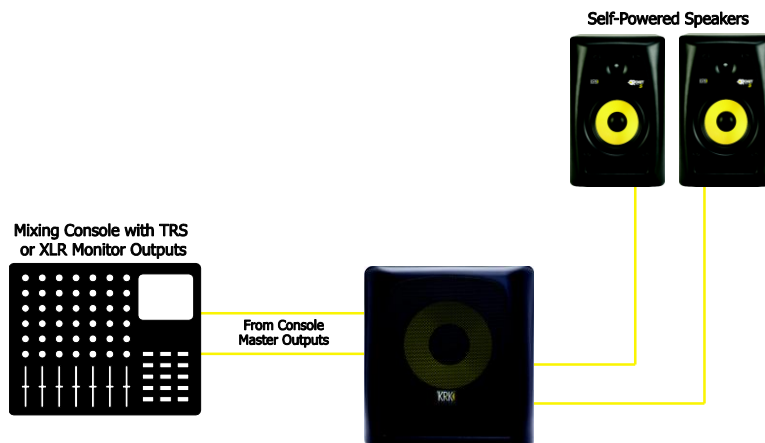 Self-Powered Speakers
Mixing Console with TRS
or XLR Monitor Outputs
From Console
Master Outputs
KRK